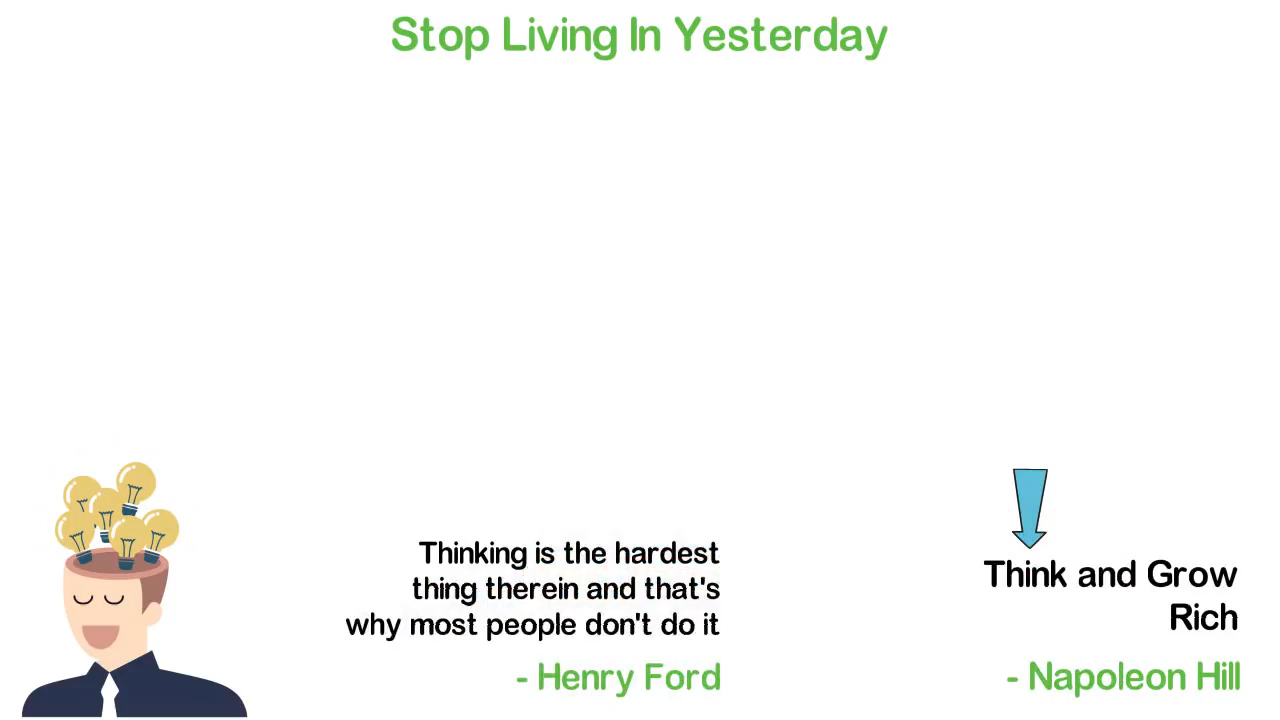 Stop Living In Yesterday
Thinking is the hardest
thing therein and that's
why most people don't do it
- Henry Ford
Think and Grow
Rich
- Napoleon Hill